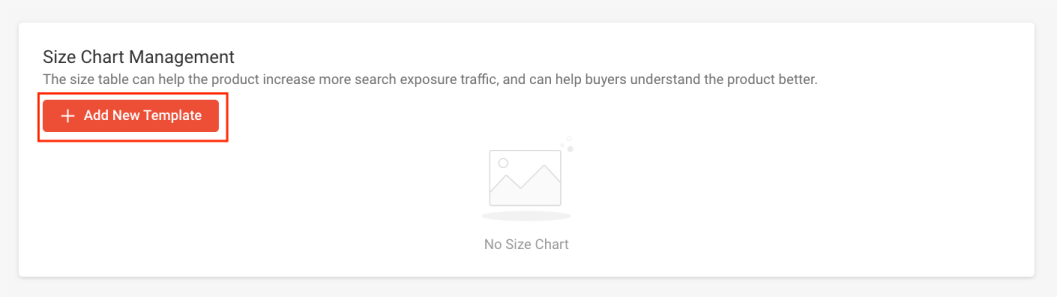 Size Chart Management
The size table can help the product increase more search exposure traffic, and can help buyers understand the product better.
+ Add New Template
No Size Chart